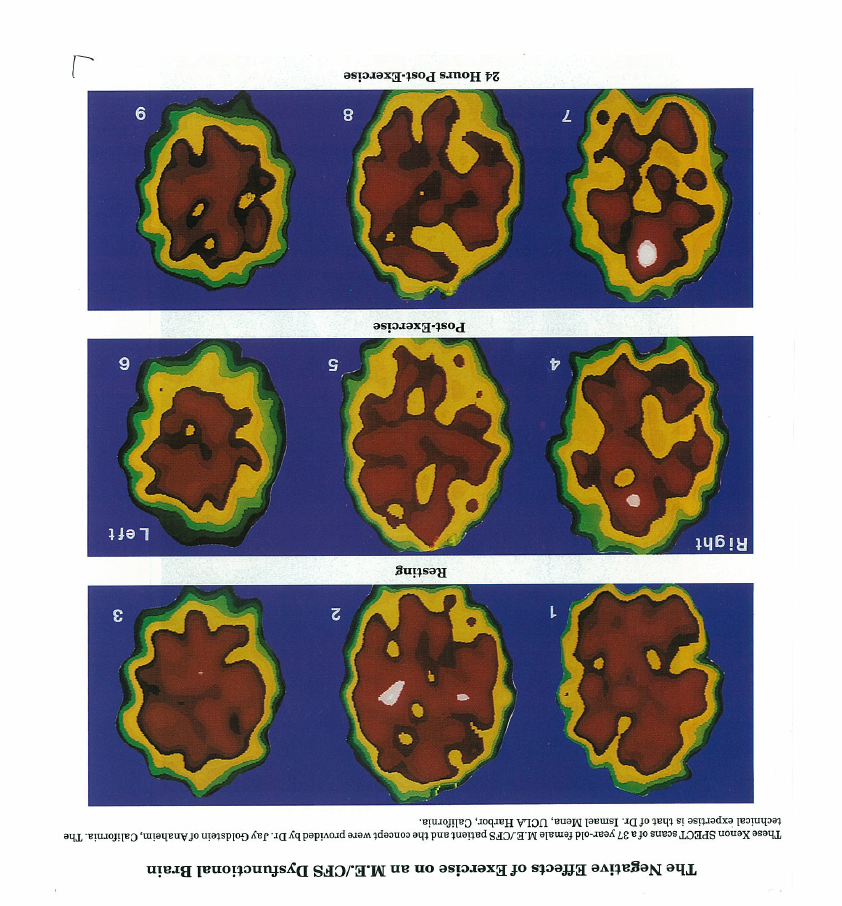 The Negative Effects of Exercise on an M.E./CFS Dysfunctional Brain
These Xenon SPECT scans of a 37 year-old female M.E./CFS patient and the concept were provided by Dr. Jay Goldstein of Anaheim, California. The
technical expertise is that of Dr. Ismael Mena, UCLA Harbor, California.
1 2 3
Resting
Right Left
4 5 6
Post-Exercise
7 8 9
24 Hours Post-Exercise